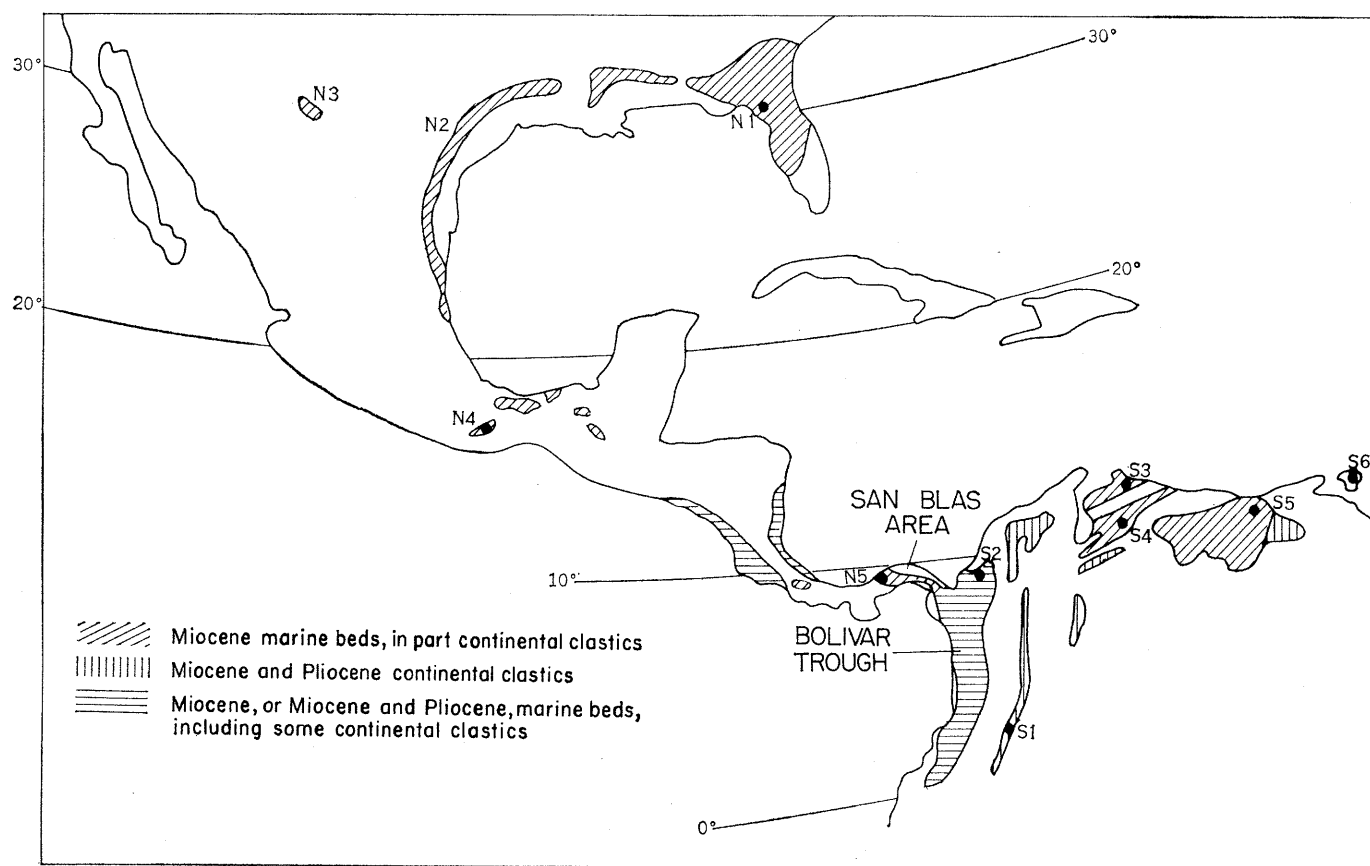 30°
30°
N3
N2
N1
20°
20°
N4
S6
S3
SAN BLAS
AREA
S5
S4
S2
10°
N5
BOLIVAR
TROUGH
Miocene marine beds, in part continental clastics
Miocene and Pliocene continental clastics
Miocene, or Miocene and Pliocene, marine beds,
including some continental clastics
S1
0°